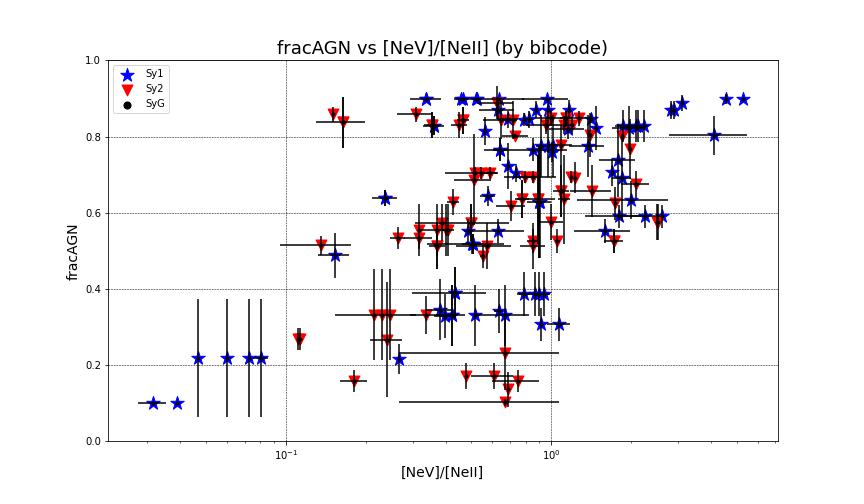 fracAGN vs [NeV]/[NeII] (by bibcode)
1.0
Sy1
Sy2
SyG
0.8
0.6
fracAGN
0.4
0.2
0.0
10⁻¹
10⁰
[NeV]/[NeII]